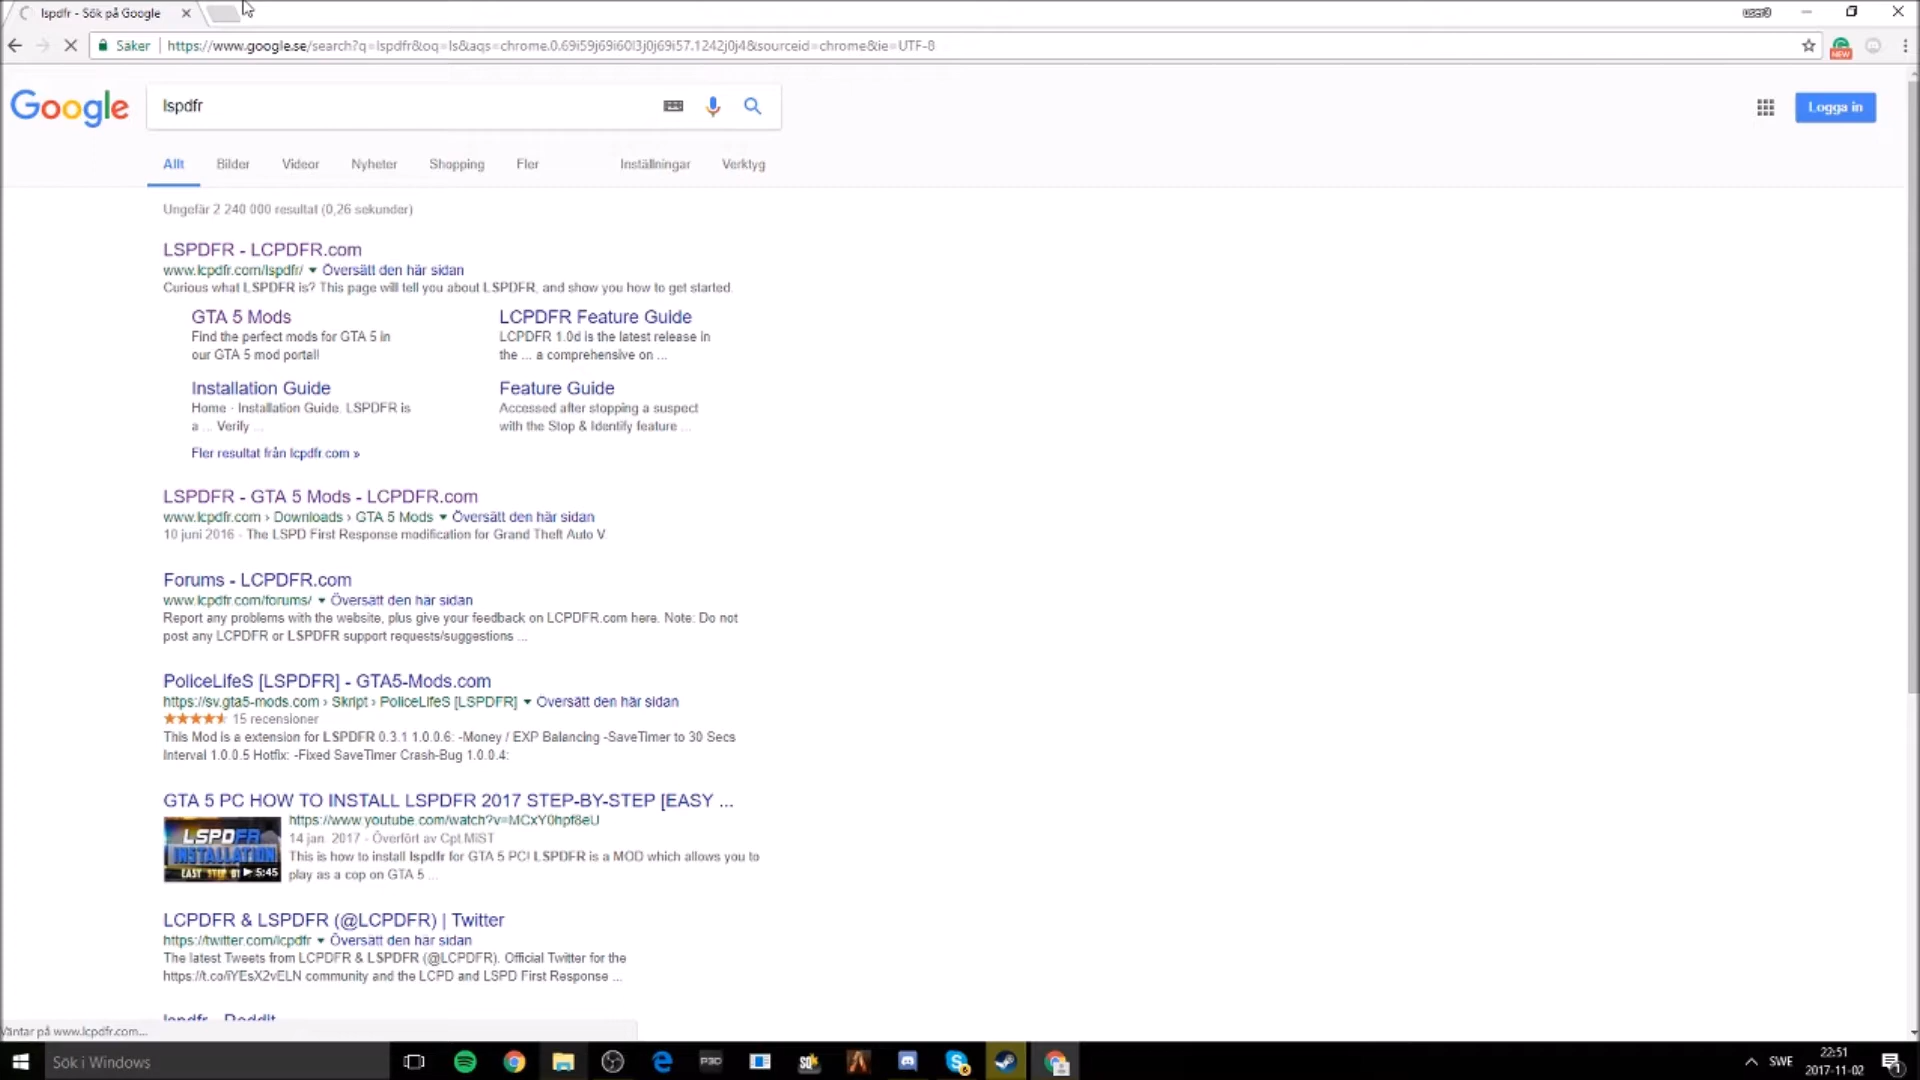 lspdfr - Sök på Google
user0
Säker https://www.google.se/search?q=lspdfr&oq=ls&aqs=chrome.0.69i59j69i60l3j0j69i57.1242j0j4&sourceid=chrome&ie=UTF-8
NEW
Google lspdfr Logga in
Allt Bilder Videor Nyheter Shopping Fler Inställningar Verktyg
Ungefär 2 240 000 resultat (0,26 sekunder)
LSPDFR - LCPDFR.com
www.lcpdfr.com/lspdfr/ Översätt den här sidan
Curious what LSPDFR is? This page will tell you about LSPDFR, and show you how to get started.
GTA 5 Mods
Find the perfect mods for GTA 5 in
our GTA 5 mod portal!
LCPDFR Feature Guide
LCPDFR 1.0d is the latest release in
the ... a comprehensive on ...
Installation Guide
Home - Installation Guide. LSPDFR is
a ... Verify ...
Feature Guide
Accessed after stopping a suspect
with the Stop & Identify feature ...
Fler resultat från lcpdfr.com »
LSPDFR - GTA 5 Mods - LCPDFR.com
www.lcpdfr.com › Downloads › GTA 5 Mods Översätt den här sidan
10 juni 2016 - The LSPD First Response modification for Grand Theft Auto V
Forums - LCPDFR.com
www.lcpdfr.com/forums/ Översätt den här sidan
Report any problems with the website, plus give your feedback on LCPDFR.com here. Note: Do not
post any LCPDFR or LSPDFR support requests/suggestions ...
PoliceLifeS [LSPDFR] - GTA5-Mods.com
https://sv.gta5-mods.com › Skript › PoliceLifeS [LSPDFR] Översätt den här sidan
15 recensioner
This Mod is a extension for LSPDFR 0.3.1 1.0.0.6: -Money / EXP Balancing -SaveTimer to 30 Secs
Interval 1.0.0.5 Hotfix: -Fixed SaveTimer Crash-Bug 1.0.0.4:
GTA 5 PC HOW TO INSTALL LSPDFR 2017 STEP-BY-STEP [EASY ...
https://www.youtube.com/watch?v=MCxY0hpf8eU
14 jan. 2017 - Överfört av Cpt.MiST
This is how to install lspdfr for GTA 5 PC! LSPDFR is a MOD which allows you to
play as a cop on GTA 5 ...
LSPDFR
INSTALLATION
EASY STEP BY 5:45
LCPDFR & LSPDFR (@LCPDFR) | Twitter
https://twitter.com/lcpdfr Översätt den här sidan
The latest Tweets from LCPDFR & LSPDFR (@LCPDFR). Official Twitter for the
https://t.co/iYEsX2vELN community and the LCPD and LSPD First Response ...
lspdfr - Reddit
Väntar på www.lcpdfr.com...
Sök i Windows
P3D
SWE
22:51
2017-11-02